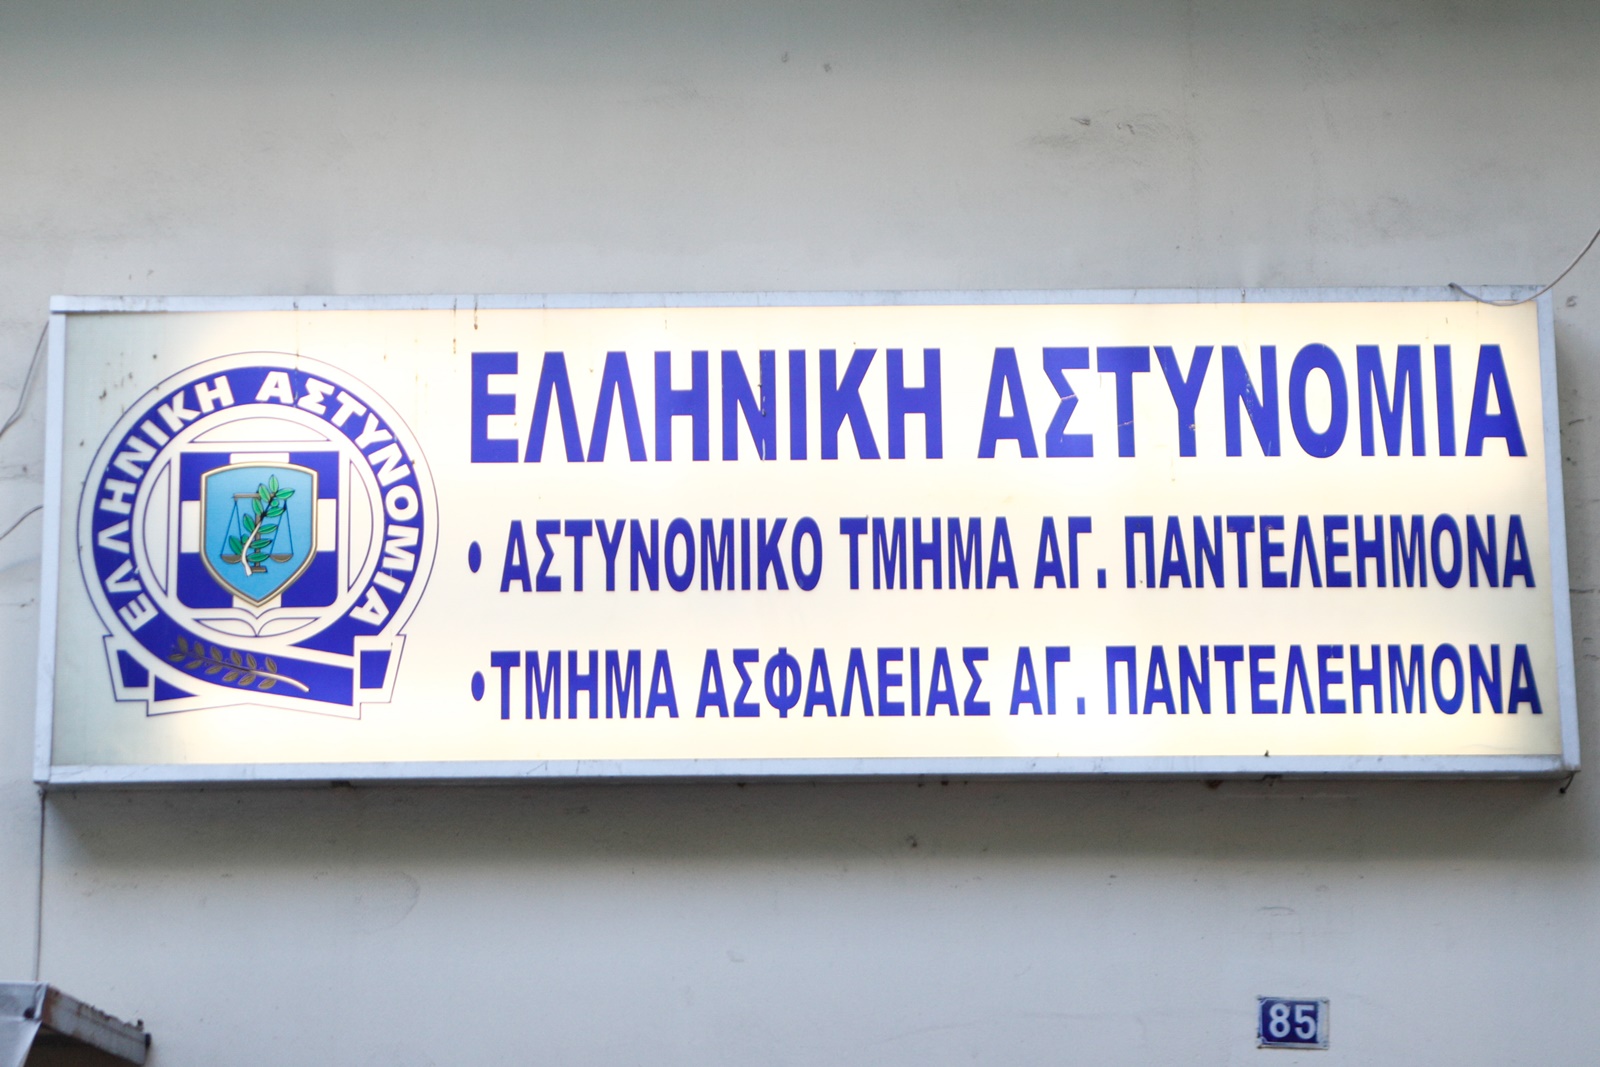 ΕΛΛΗΝΙΚΗ ΑΣΤΥΝΟΜΙΑ
ΕΛΛΗΝΙΚΗ ΑΣΤΥΝΟΜΙΑ
• ΑΣΤΥΝΟΜΙΚΟ ΤΜΗΜΑ ΑΓ. ΠΑΝΤΕΛΕΗΜΟΝΑ
• ΤΜΗΜΑ ΑΣΦΑΛΕΙΑΣ ΑΓ. ΠΑΝΤΕΛΕΗΜΟΝΑ
85